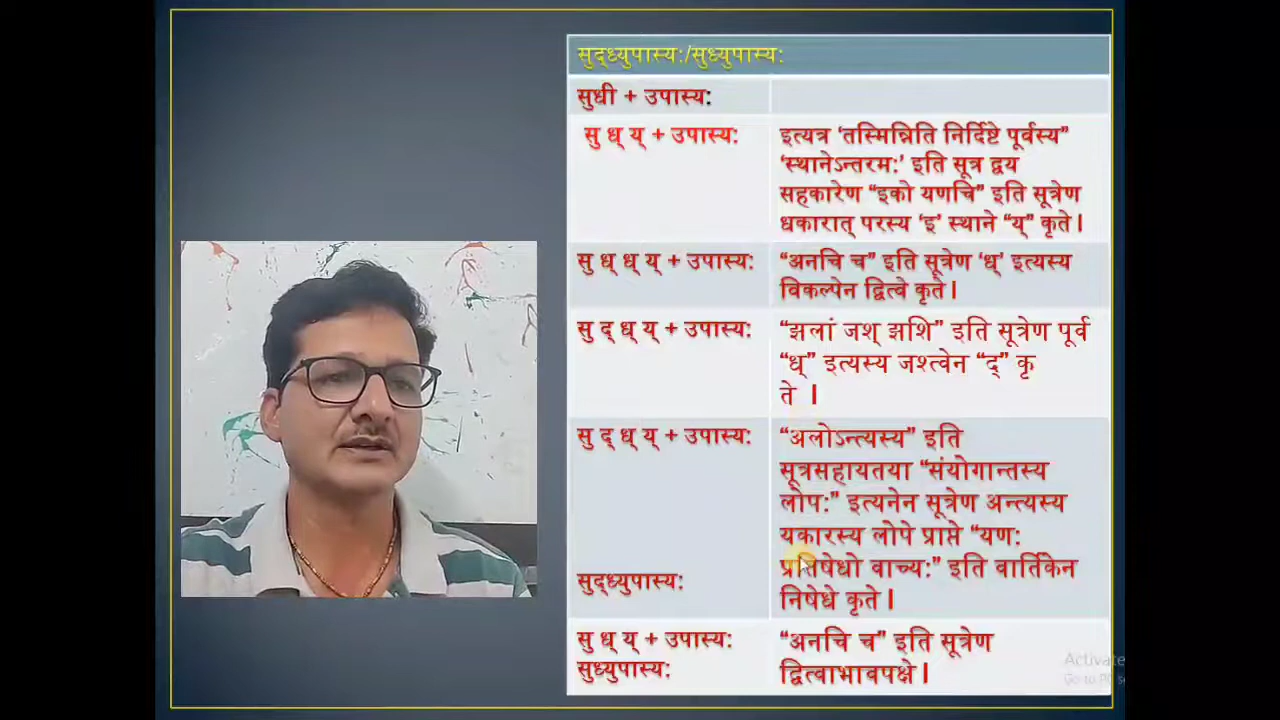 सुद्ध्युपास्य:/सुध्युपास्य:
सुधी + उपास्य:
सु ध् य् + उपास्य:
इत्यत्र ‘तस्मिन्निति निर्दिष्टे पूर्वस्य”
‘स्थानेऽन्तरम:’ इति सूत्र द्वय
सहकारेण “इको यणचि” इति सूत्रेण
धकारात् परस्य ‘इ’ स्थाने “य्” कृते।
सु ध् ध् य् + उपास्य:
“अनचि च” इति सूत्रेण ‘ध्’ इत्यस्य
विकल्पेन द्वित्वे कृते।
सु द् ध् य् + उपास्य:
“झलां जश् झशि” इति सूत्रेण पूर्व
“ध्” इत्यस्य जश्त्वेन “द्” कृ
ते ।
सु द् ध् य् + उपास्य:
“अलोऽन्त्यस्य” इति
सूत्रसहायतया “संयोगान्तस्य
लोप:” इत्यनेन सूत्रेण अन्त्यस्य
यकारस्य लोपे प्राप्ते “यण:
प्रतिषेधो वाच्य:” इति वार्तिकेन
सुद्ध्युपास्य:
निषेधे कृते।
सु ध् य् + उपास्य:
सुध्युपास्य:
“अनचि च” इति सूत्रेण
द्वित्वाभावपक्षे।
Activate